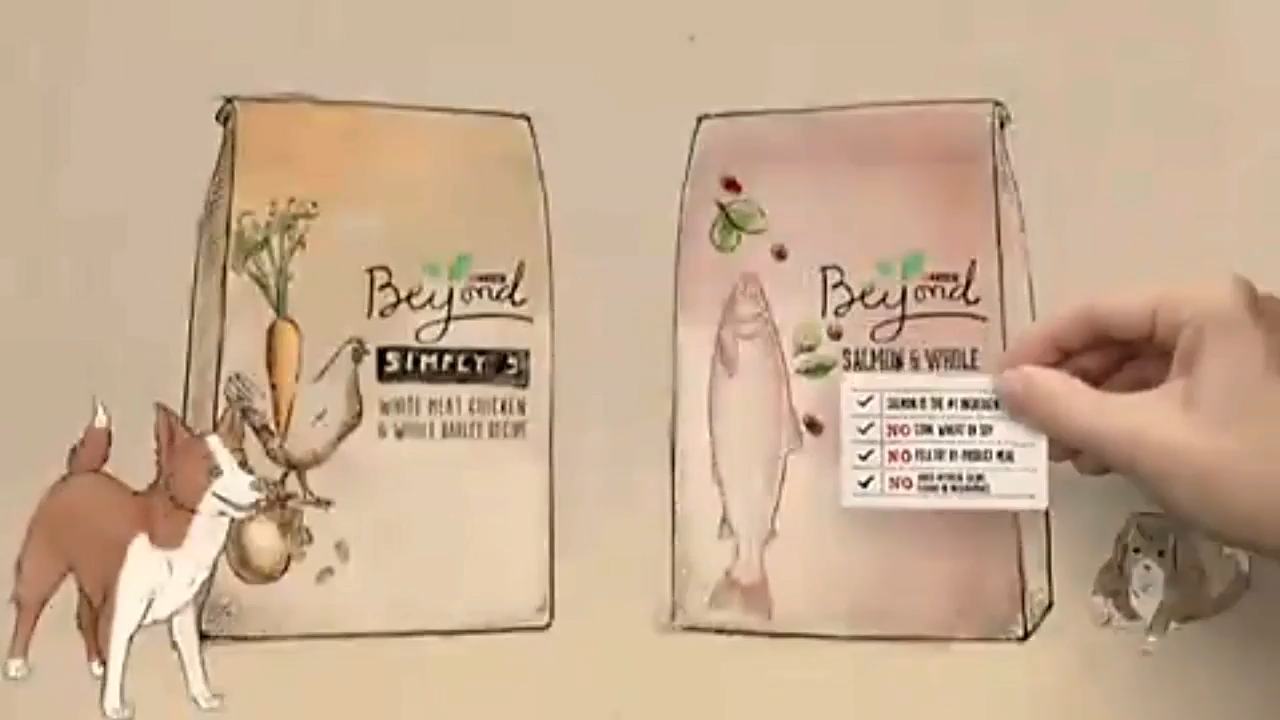 Beyond
SIMPLY 9
WHITE MEAT CHICKEN
& WHOLE BARLEY RECIPE
Beyond
SALMON & WHOLE
SALMON IS THE #1 INGREDIENT
NO CORN, WHEAT OR SOY
NO POULTRY BY-PRODUCT MEAL
NO